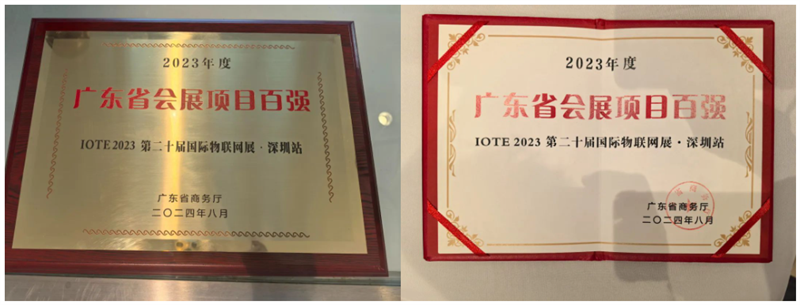 2023年度
广东省会展项目百强
IOTE 2023 第二十届国际物联网展·深圳站
广东省商务厅
二〇二四年八月
2023年度
广东省会展项目百强
IOTE 2023 第二十届国际物联网展·深圳站
广东省商务厅
二〇二四年八月